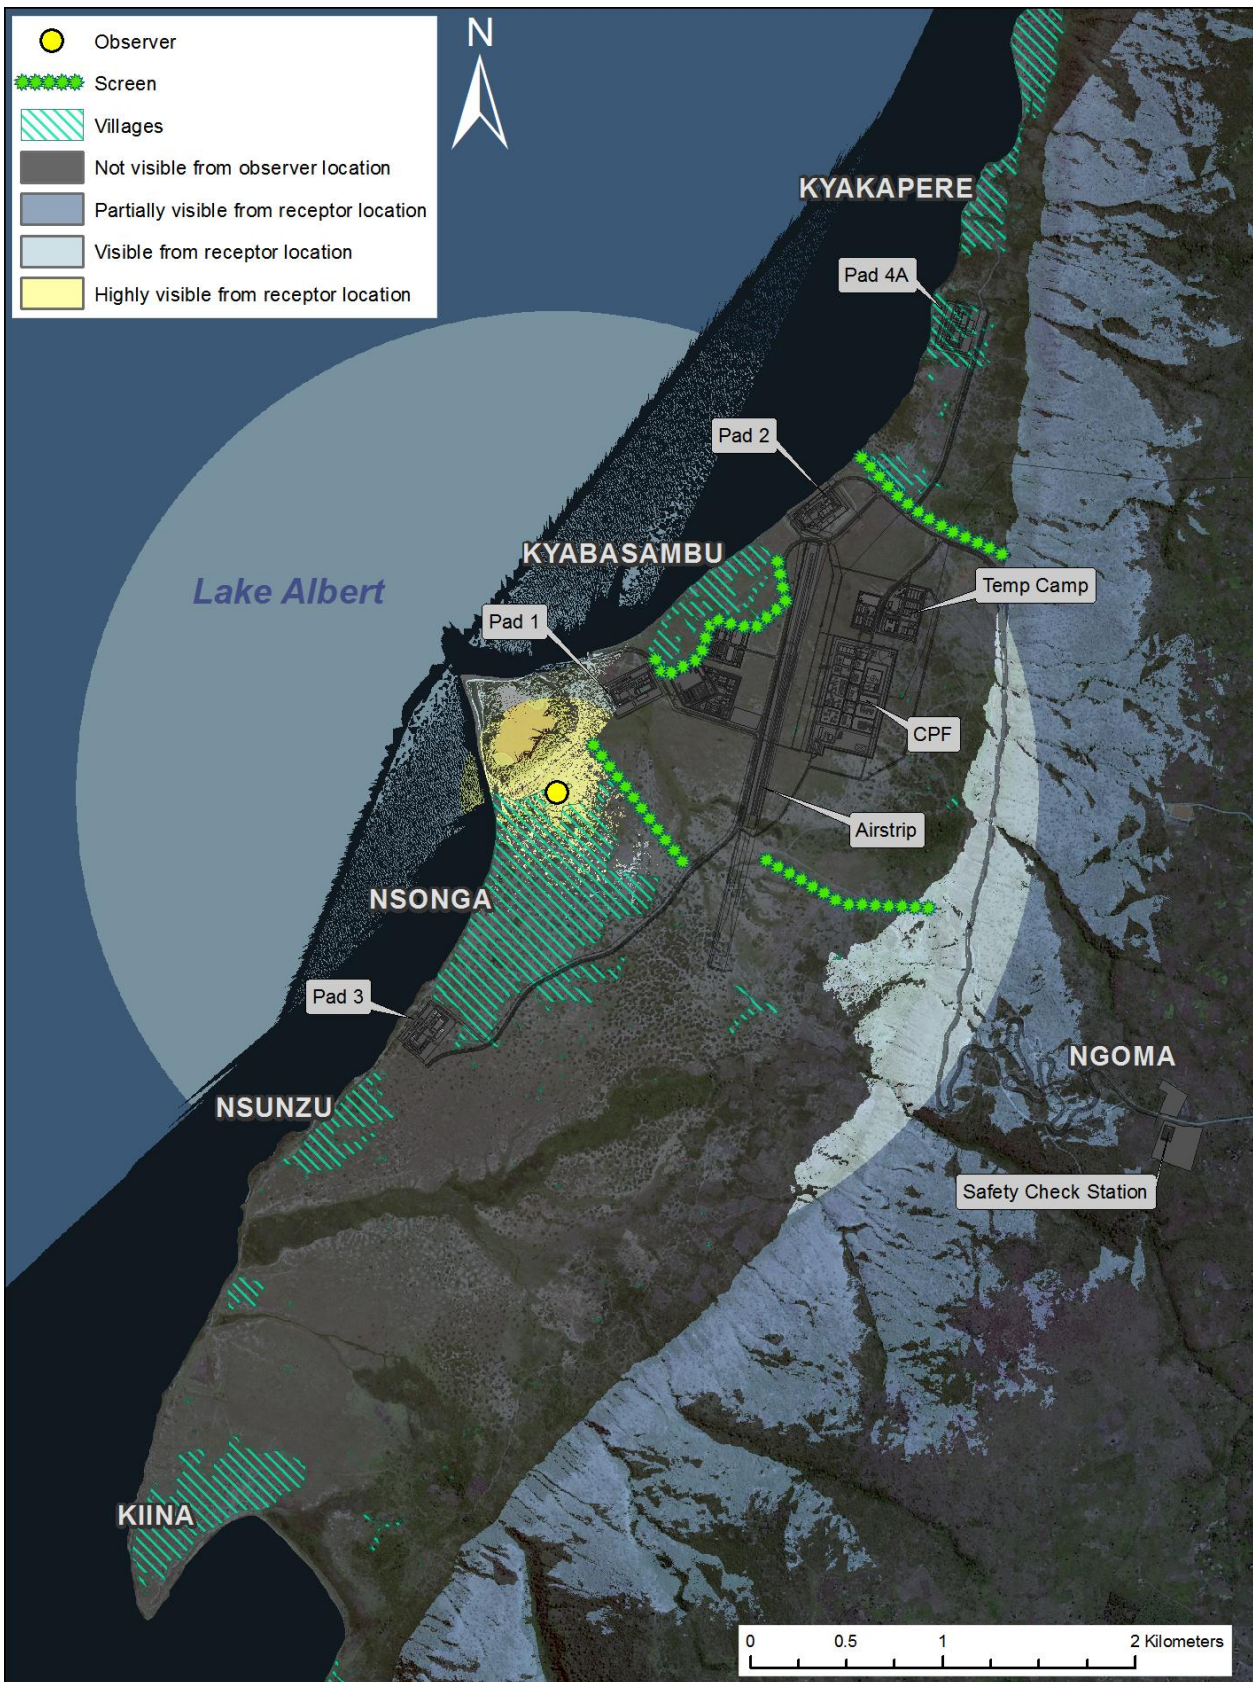 Observer
Screen
Villages
Not visible from observer location
Partially visible from receptor location
Visible from receptor location
Highly visible from receptor location
N
KYAKAPERE
Pad 4A
Pad 2
KYABASAMBU
Temp Camp
Lake Albert
Pad 1
CPF
Airstrip
NSONGA
Pad 3
NGOMA
NSUNZU
Safety Check Station
KIINA
0 0.5 1 2 Kilometers